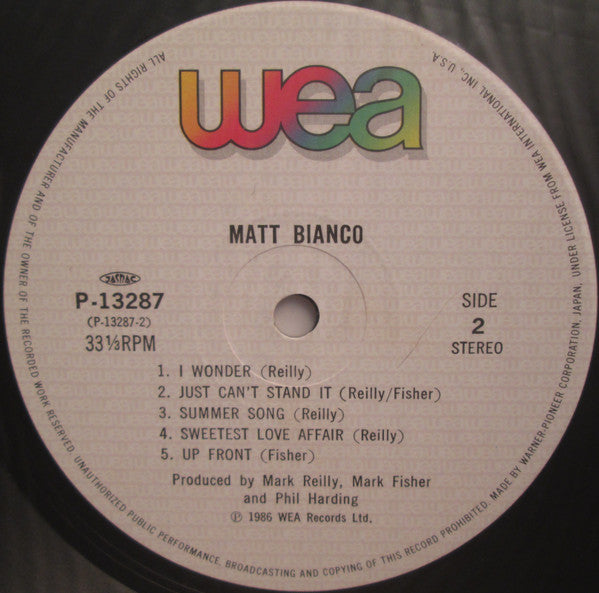 wea
MATT BIANCO
JASRAC
P-13287
(P-13287-2)
33 1/3 RPM
SIDE
2
STEREO
1. I WONDER (Reilly)
2. JUST CAN'T STAND IT (Reilly/Fisher)
3. SUMMER SONG (Reilly)
4. SWEETEST LOVE AFFAIR (Reilly)
5. UP FRONT (Fisher)
Produced by Mark Reilly, Mark Fisher
and Phil Harding
℗ 1986 WEA Records Ltd.
ALL RIGHTS OF THE MANUFACTURER AND OF THE OWNER OF THE RECORDED WORK RESERVED. UNAUTHORIZED PUBLIC PERFORMANCE, BROADCASTING AND COPYING OF THIS RECORD PROHIBITED. MADE BY WARNER-PIONEER CORPORATION, JAPAN, UNDER LICENSE FROM WEA INTERNATIONAL INC., U.S.A